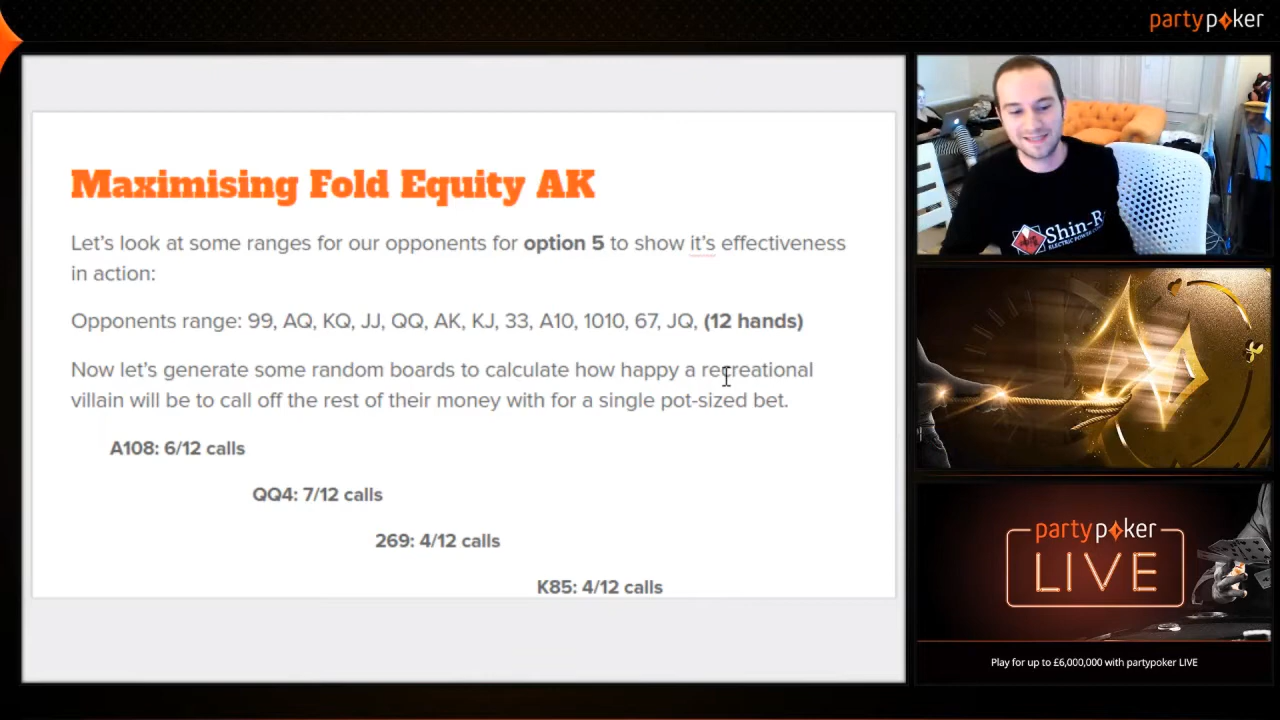 partypoker
Maximising Fold Equity AK
Let's look at some ranges for our opponents for option 5 to show it's effectiveness
in action:
Opponents range: 99, AQ, KQ, JJ, QQ, AK, KJ, 33, A10, 1010, 67, JQ, (12 hands)
Now let's generate some random boards to calculate how happy a recreational
villain will be to call off the rest of their money with for a single pot-sized bet.
A108: 6/12 calls
QQ4: 7/12 calls
269: 4/12 calls
K85: 4/12 calls
Shin-R
partypoker
LIVE
Play for up to £6,000,000 with partypoker LIVE